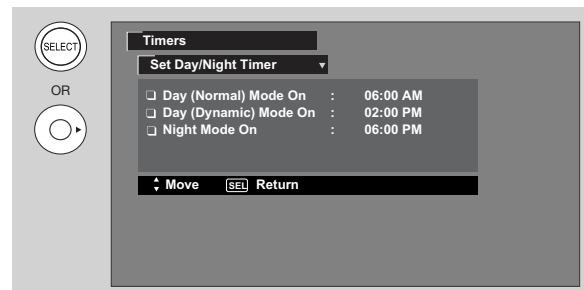 SELECT
OR
Timers
Set Day/Night Timer ▼
❏ Day (Normal) Mode On : 06:00 AM
❏ Day (Dynamic) Mode On : 02:00 PM
❏ Night Mode On : 06:00 PM
Move SEL Return